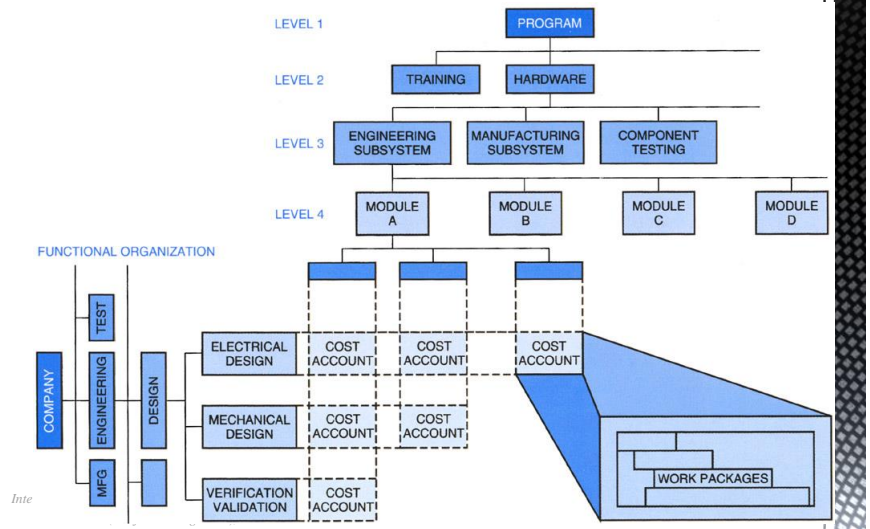 LEVEL 1
PROGRAM
LEVEL 2
TRAINING
HARDWARE
LEVEL 3
ENGINEERING
SUBSYSTEM
MANUFACTURING
SUBSYSTEM
COMPONENT
TESTING
LEVEL 4
MODULE
A
MODULE
B
MODULE
C
MODULE
D
FUNCTIONAL ORGANIZATION
COMPANY
TEST
ENGINEERING
MFG
DESIGN
ELECTRICAL
DESIGN
COST
ACCOUNT
COST
ACCOUNT
COST
ACCOUNT
MECHANICAL
DESIGN
COST
ACCOUNT
COST
ACCOUNT
VERIFICATION
VALIDATION
COST
ACCOUNT
WORK PACKAGES
Inte